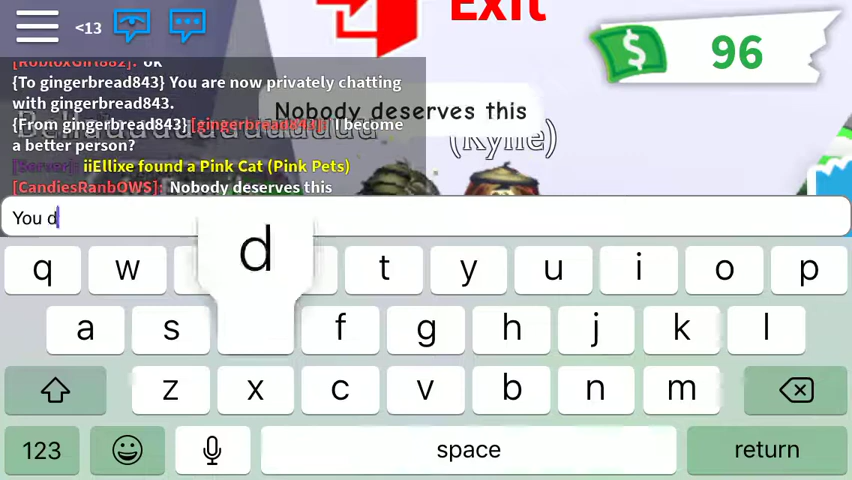 Exit
<13
$ 96
[RobloxGirl882]: ok
{To gingerbread843} You are now privately chatting
with gingerbread843.
{From gingerbread843} [gingerbread843]: I become
a better person?
[Server]: iiEllixe found a Pink Cat (Pink Pets)
[CandiesRanbOWS]: Nobody deserves this
Nobody deserves this
(Kylie)
You d
d
q w t y u i o p
a s f g h j k l
z x c v b n m
123 space return